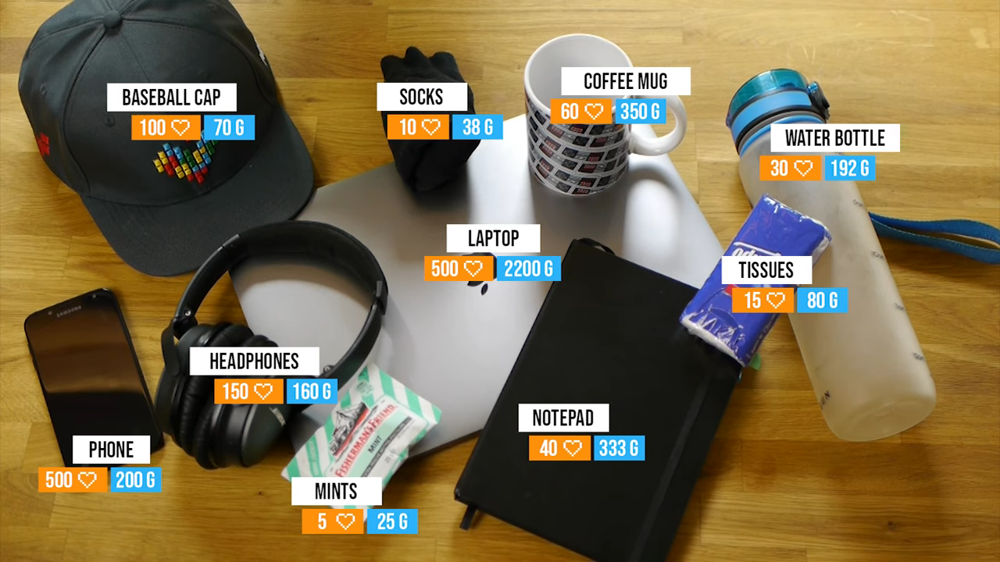 BASEBALL CAP
100 70 G
SOCKS
10 38 G
COFFEE MUG
60 350 G
WATER BOTTLE
30 192 G
LAPTOP
500 2200 G
TISSUES
15 80 G
HEADPHONES
150 160 G
NOTEPAD
40 333 G
PHONE
500 200 G
MINTS
5 25 G
SAMSUNG
FISHERMAN'S FRIEND
MINT